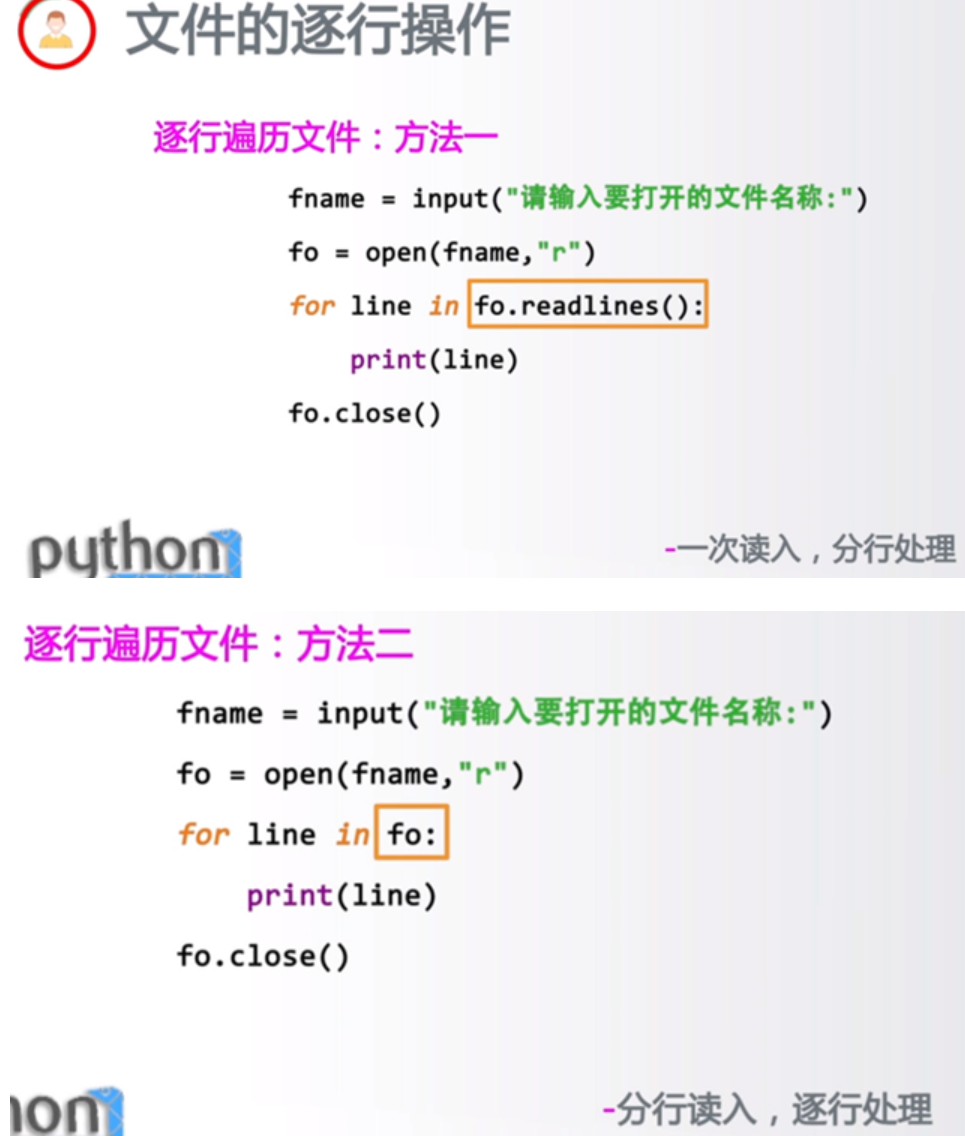 文件的逐行操作
逐行遍历文件：方法一
fname = input("请输入要打开的文件名称:")
fo = open(fname,"r")
for line in fo.readlines():
    print(line)
fo.close()
python
-一次读入，分行处理
逐行遍历文件：方法二
fname = input("请输入要打开的文件名称:")
fo = open(fname,"r")
for line in fo:
    print(line)
fo.close()
hon
-分行读入，逐行处理